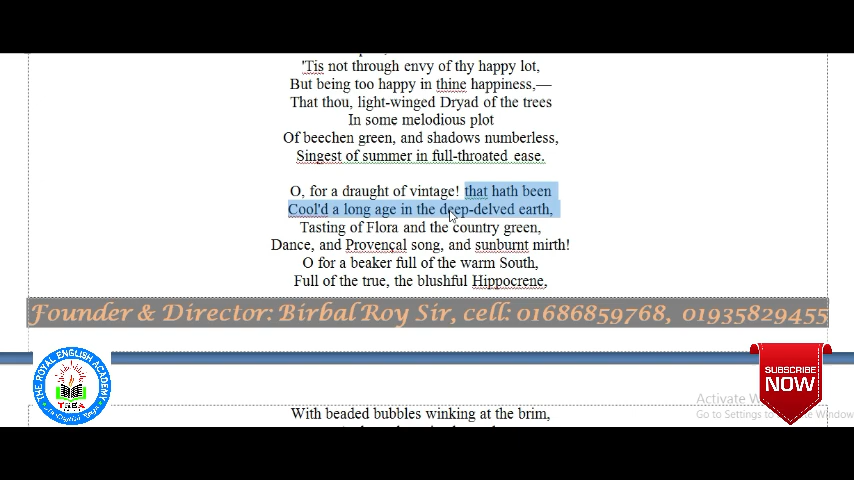 'Tis not through envy of thy happy lot,
But being too happy in thine happiness,—
That thou, light-winged Dryad of the trees
In some melodious plot
Of beechen green, and shadows numberless,
Singest of summer in full-throated ease.
O, for a draught of vintage! that hath been
Cool'd a long age in the deep-delved earth,
Tasting of Flora and the country green,
Dance, and Provençal song, and sunburnt mirth!
O for a beaker full of the warm South,
Full of the true, the blushful Hippocrene,
Founder & Director: Birbal Roy Sir, cell: 01686859768, 01935829455
THE ROYAL ENGLISH ACADEMY
SUBSCRIBE
NOW
Activate W
Go to Settings to Activate Window
With beaded bubbles winking at the brim,